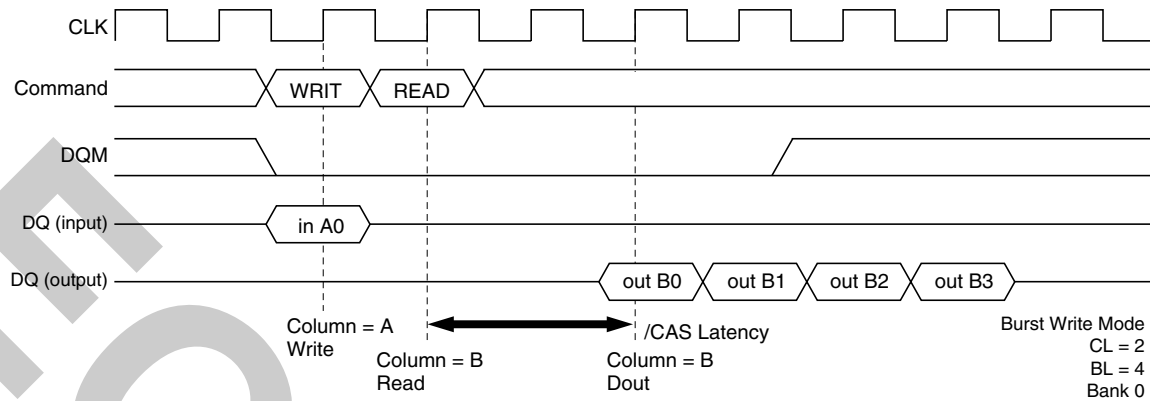 CLK
Command
WRIT
READ
DQM
DQ (input)
in A0
DQ (output)
out B0
out B1
out B2
out B3
Column = A
Write
/CAS Latency
Column = B
Read
Column = B
Dout
Burst Write Mode
CL = 2
BL = 4
Bank 0